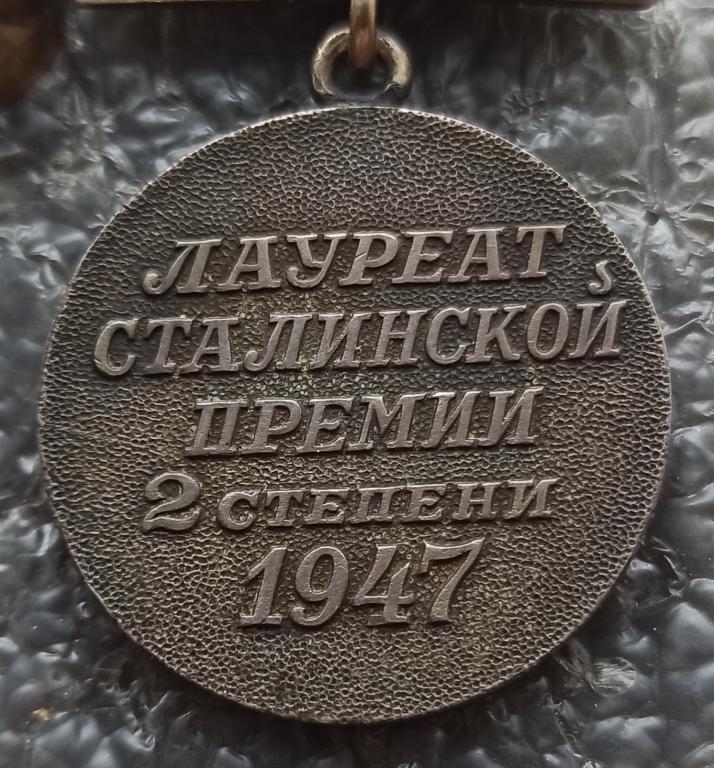 ЛАУРЕАТ
СТАЛИНСКОЙ
ПРЕМИИ
2 СТЕПЕНИ
1947